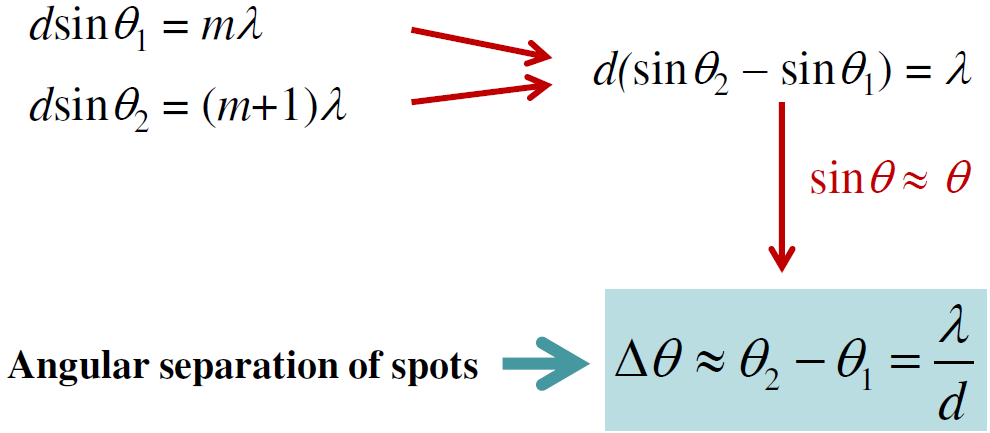 dsinθ₁ = mλ
dsinθ₂ = (m+1)λ
d(sinθ₂ – sinθ₁) = λ
sinθ ≈ θ
Angular separation of spots
Δθ ≈ θ₂ − θ₁ = λ/d